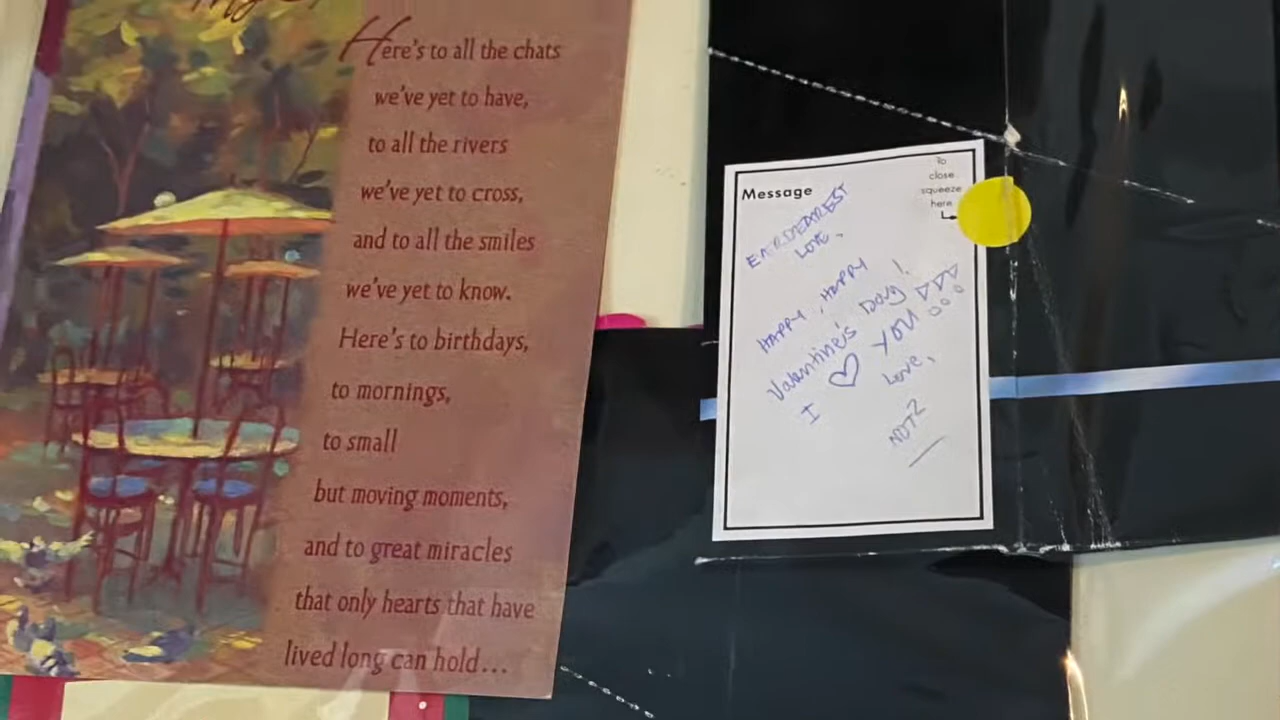 Here's to all the chats
we've yet to have,
to all the rivers
we've yet to cross,
and to all the smiles
we've yet to know.
Here's to birthdays,
to mornings,
to small
but moving moments,
and to great miracles
that only hearts that have
lived long can hold...
Message
To
close
squeeze
here
LOVE,
HAPPY, HAPPY
Valentine's Day!
I ♡ YOU
Love,